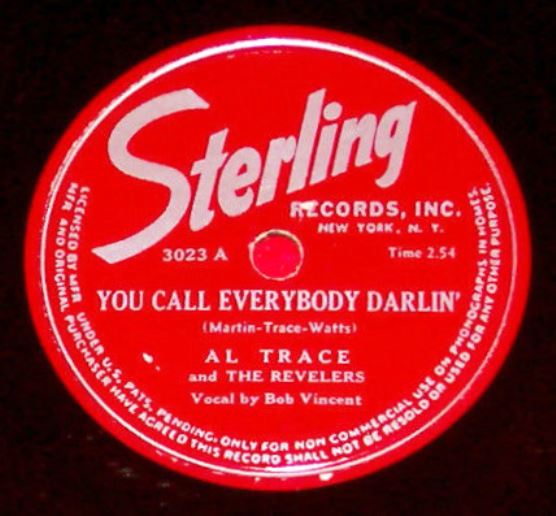 Sterling
RECORDS, INC.
NEW YORK, N. Y.
3023 A
Time 2.54
YOU CALL EVERYBODY DARLIN'
(Martin-Trace-Watts)
AL TRACE
and THE REVELERS
Vocal by Bob Vincent
LICENSED BY MFR. UNDER U.S. PATS. PENDING. ONLY FOR NON COMMERCIAL USE ON PHONOGRAPHS IN HOMES.
MFR. AND ORIGINAL PURCHASER HAVE AGREED THIS RECORD SHALL NOT BE RESOLD OR USED FOR ANY OTHER PURPOSE.